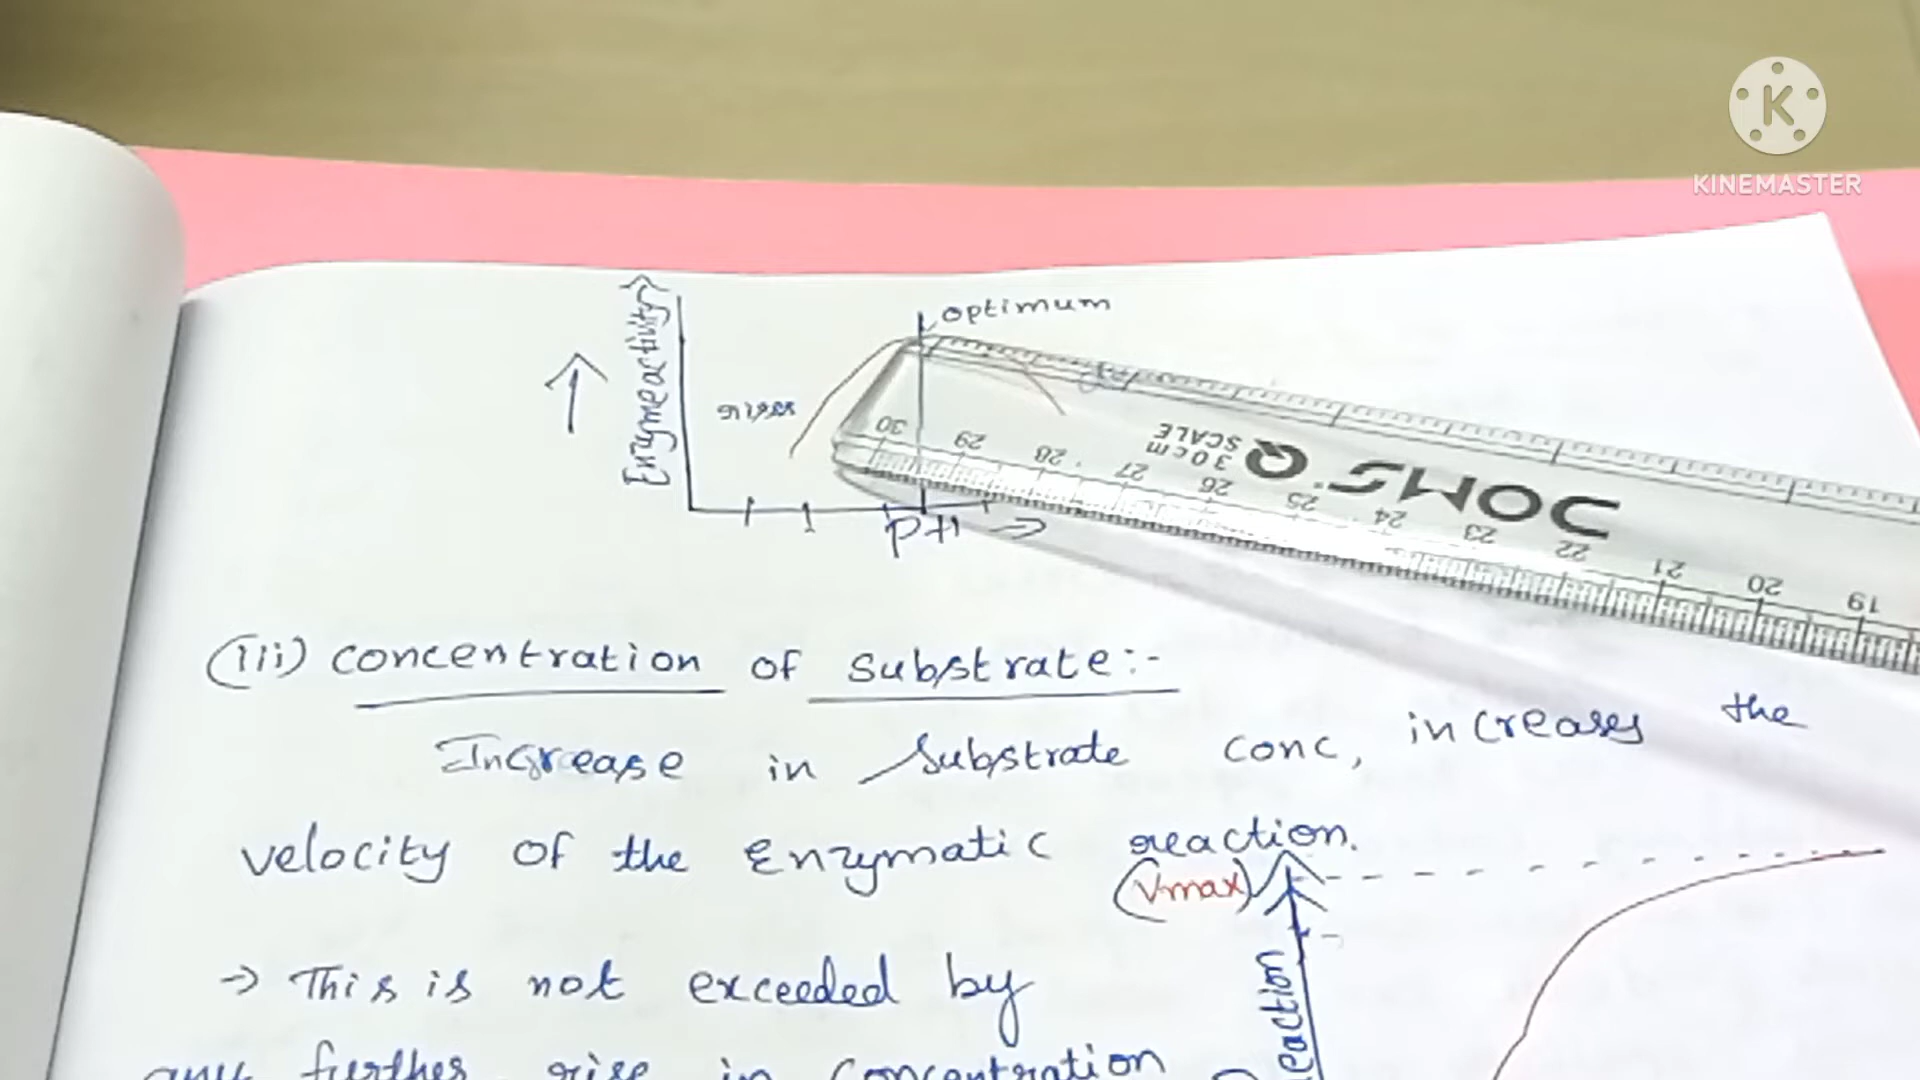 KINEMASTER
optimum
Enzyme activity
rises
PH
30 29 28 27 26 25 24 23 22 21 20 19
30cm
SCALE
DOMS Q
(iii) concentration of substrate:-
Increase in substrate conc, increases the
velocity of the Enzymatic reaction.
(Vmax)
→ This is not exceeded by
any further rise in concentration
reaction